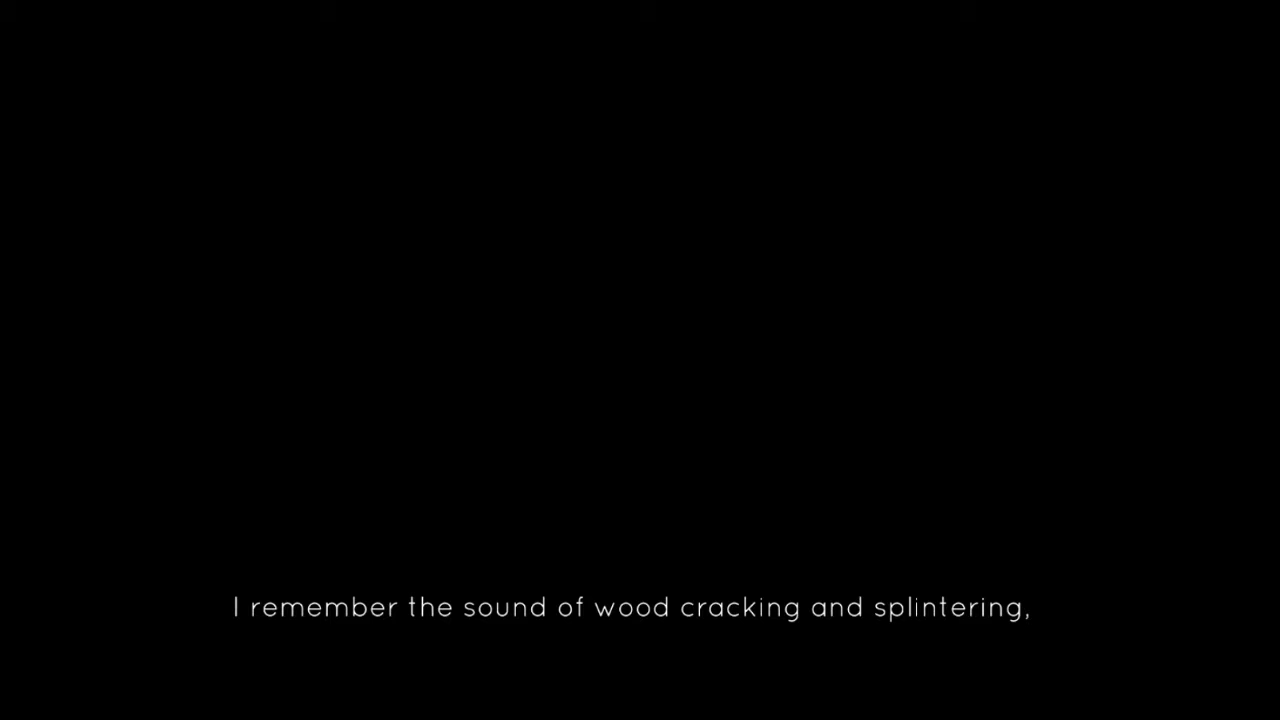 I remember the sound of wood cracking and splintering,